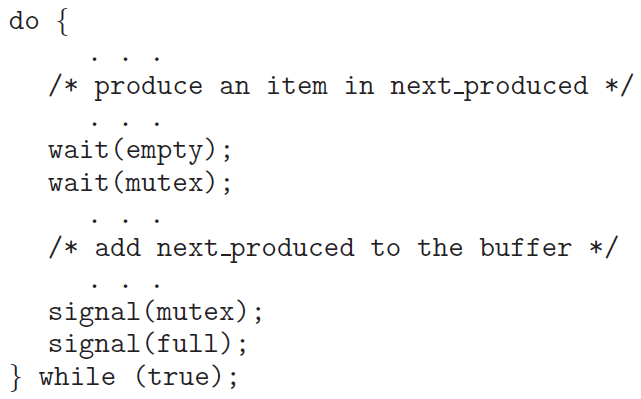 do {
. . .
/* produce an item in next_produced */
. . .
wait(empty);
wait(mutex);
. . .
/* add next_produced to the buffer */
. . .
signal(mutex);
signal(full);
} while (true);